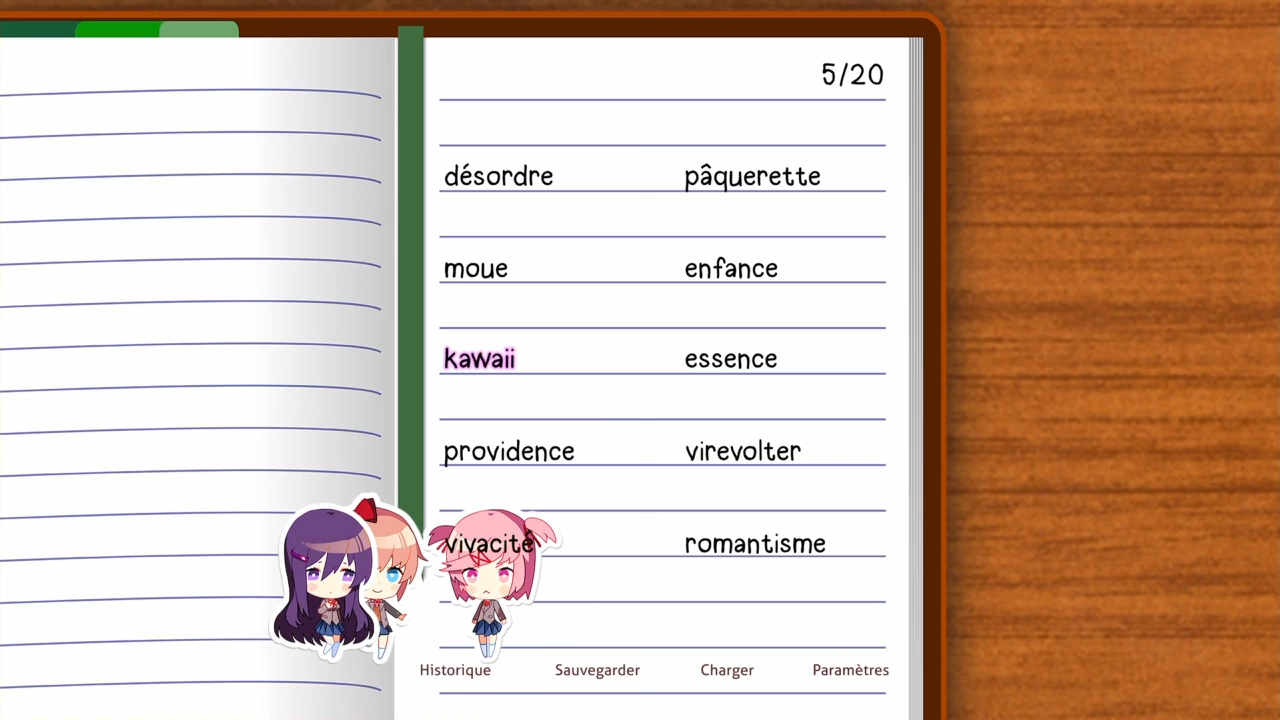 5/20
désordre pâquerette
moue enfance
kawaii essence
providence virevolter
vivacité romantisme
Historique Sauvegarder Charger Paramètres